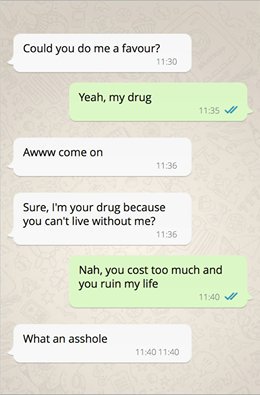 Could you do me a favour?
11:30
Yeah, my drug
11:35
Awww come on
11:36
Sure, I'm your drug because
you can't live without me?
11:36
Nah, you cost too much and
you ruin my life
11:40
What an asshole
11:40 11:40